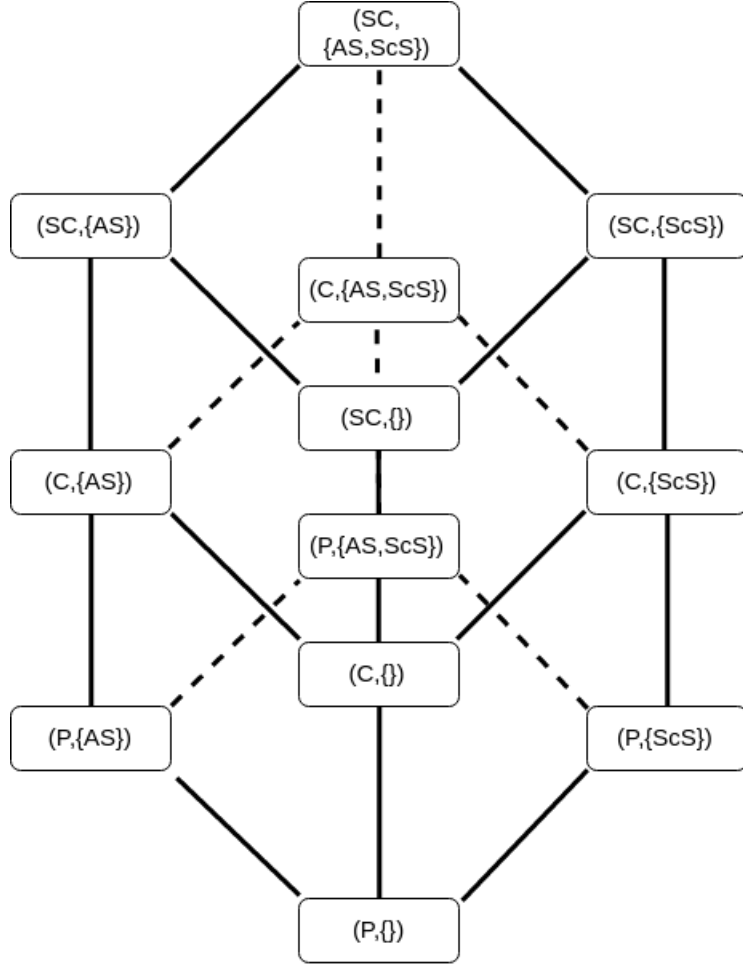 (SC,
{AS,ScS})
(SC,{AS})
(SC,{ScS})
(C,{AS,ScS})
(SC,{})
(C,{AS})
(C,{ScS})
(P,{AS,ScS})
(C,{})
(P,{AS})
(P,{ScS})
(P,{})